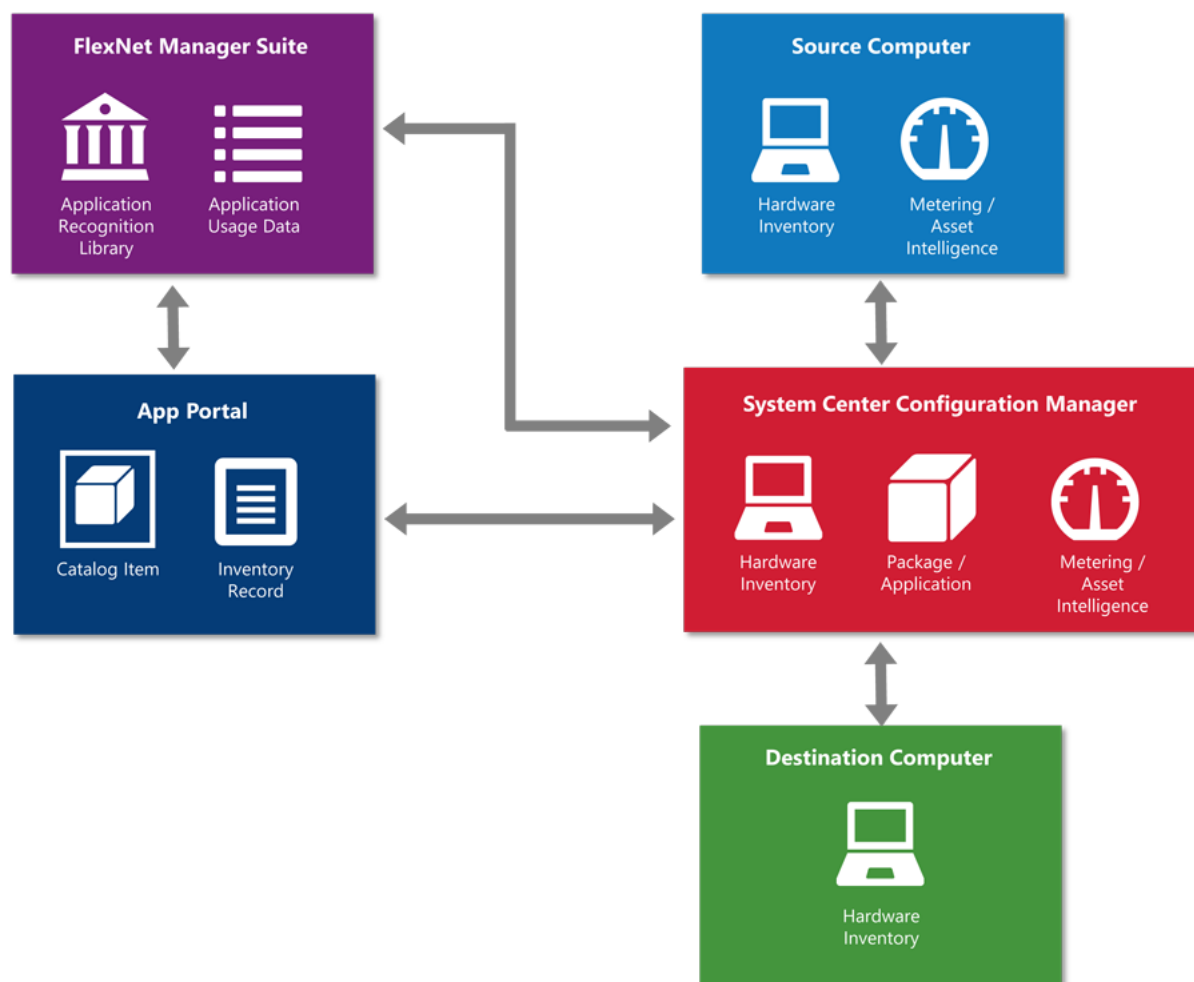 FlexNet Manager Suite
Application
Recognition
Library
Application
Usage Data
Source Computer
Hardware
Inventory
Metering /
Asset
Intelligence
App Portal
Catalog Item
Inventory
Record
System Center Configuration Manager
Hardware
Inventory
Package /
Application
Metering /
Asset
Intelligence
Destination Computer
Hardware
Inventory